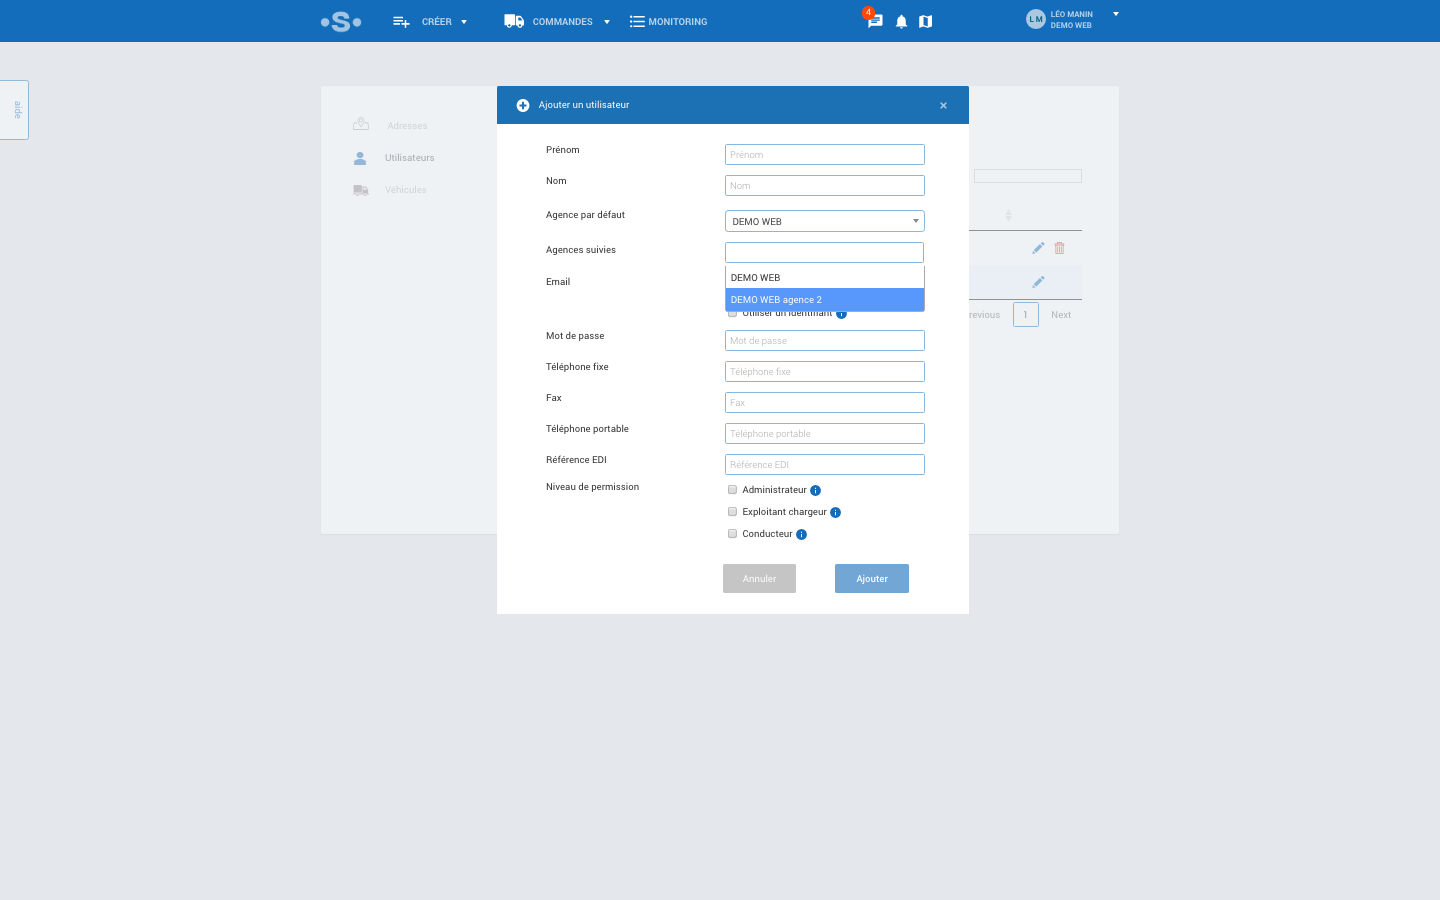 S
CRÉER
COMMANDES
MONITORING
4
LM
LÉO MANIN
DEMO WEB
aide
Adresses
Utilisateurs
Véhicules
Ajouter un utilisateur
×
Prénom
Prénom
Nom
Nom
Agence par défaut
DEMO WEB
Agences suivies
DEMO WEB
DEMO WEB agence 2
Email
Utiliser un identifiant
Mot de passe
Mot de passe
Téléphone fixe
Téléphone fixe
Fax
Fax
Téléphone portable
Téléphone portable
Référence EDI
Référence EDI
Niveau de permission
Administrateur
Exploitant chargeur
Conducteur
Annuler
Ajouter
revious
1
Next